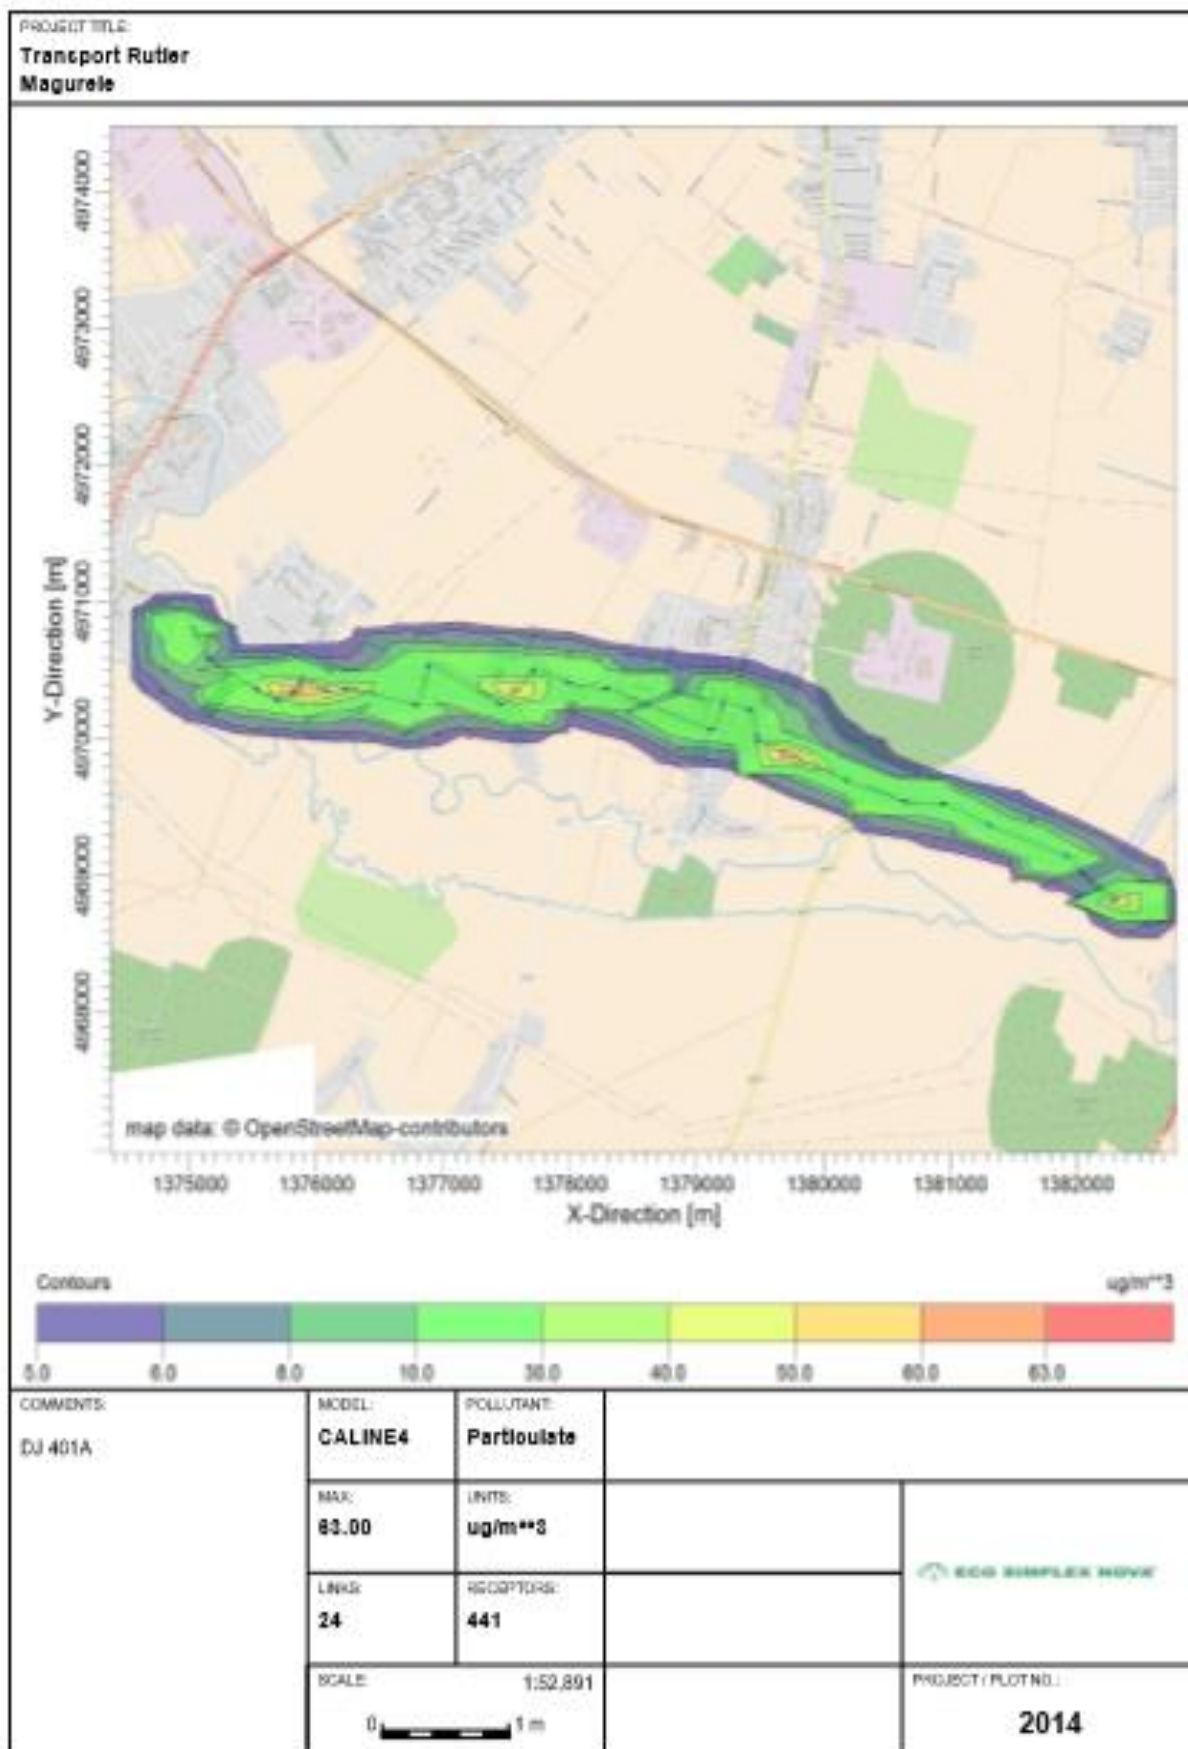 PROJECT TITLE:
Transport Rutier
Magurele
4974000
4973000
4972000
4971000
4970000
4969000
4968000
Y-Direction [m]
map data: © OpenStreetMap-contributors
1375000 1376000 1377000 1378000 1379000 1380000 1381000 1382000
X-Direction [m]
Contours ug/m**3
5.0 6.0 8.0 10.0 30.0 40.0 50.0 60.0 63.0
COMMENTS:
DJ 401A
MODEL:
CALINE4
POLLUTANT:
Particulate
MAX:
63.00
UNITS:
ug/m**3
LINKS:
24
RECEPTORS:
441
ECO SIMPLEX NOVA
SCALE: 1:52,891
0 1 m
PROJECT / PLOT NO.:
2014